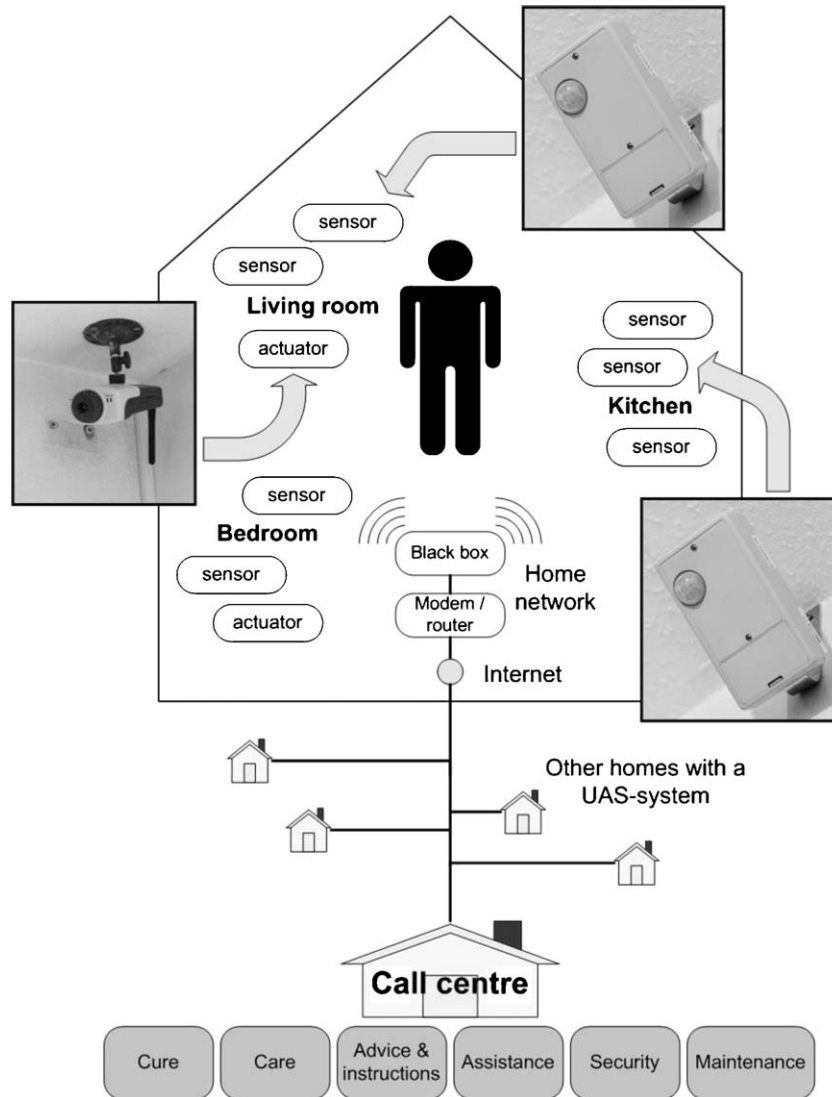 sensor
sensor
Living room
actuator
sensor
sensor
Kitchen
sensor
sensor
Bedroom
sensor
actuator
Black box
Modem /
router
Home
network
Internet
Other homes with a
UAS-system
Call centre
Cure
Care
Advice &
instructions
Assistance
Security
Maintenance